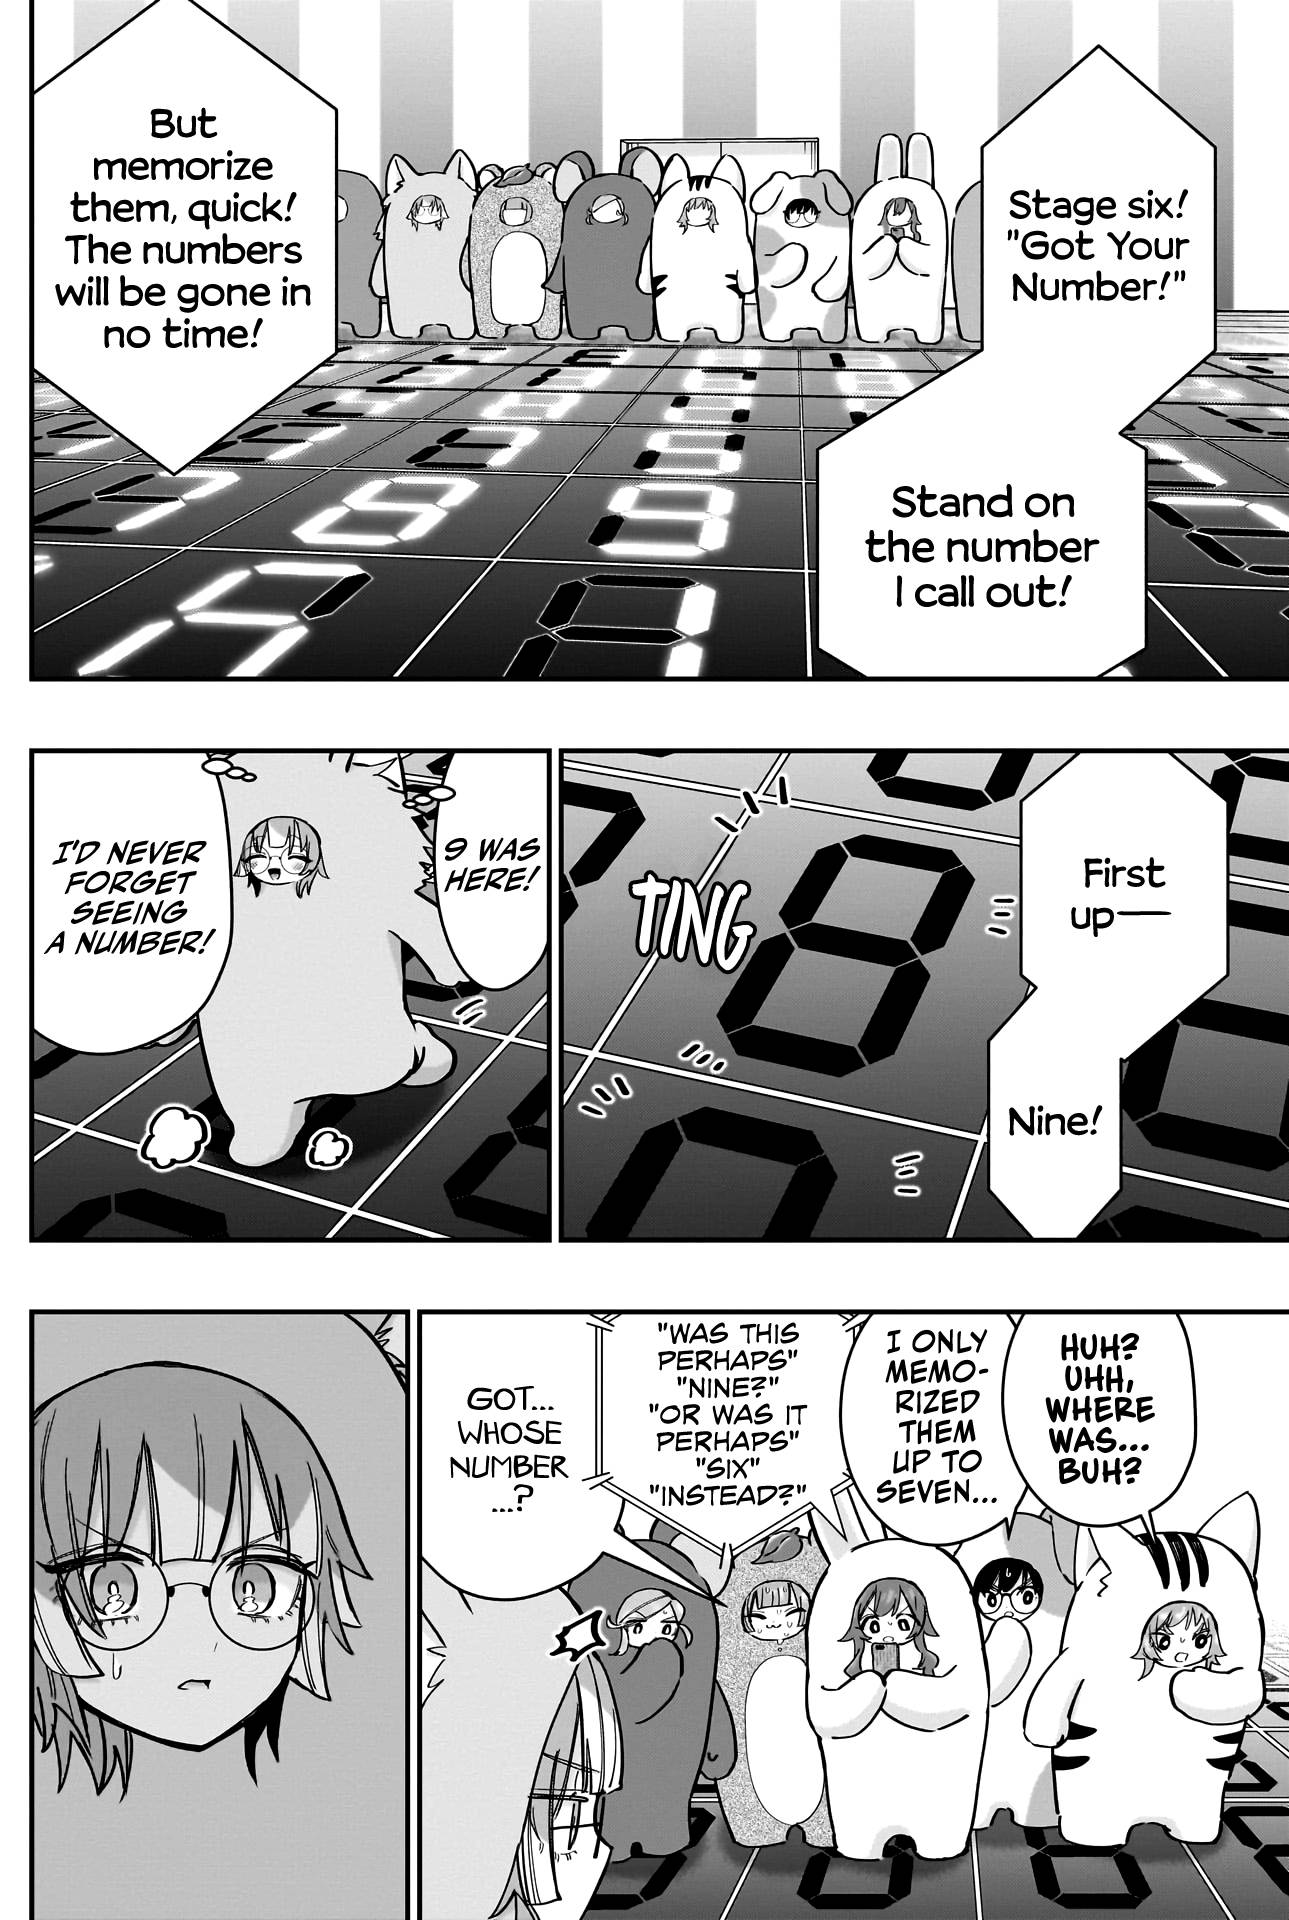 Stage six!
"Got Your
Number!"
Stand on
the number
I call out!
But
memorize
them, quick!
The numbers
will be gone in
no time!
First
up—
Nine!
TING
9 WAS
HERE!
I'D NEVER
FORGET
SEEING
A NUMBER!
HUH?
UHH,
WHERE
WAS...
BUH?
I ONLY
MEMO-
RIZED
THEM
UP TO
SEVEN...
"WAS THIS
PERHAPS"
"NINE?"
"OR WAS IT
PERHAPS"
"SIX"
"INSTEAD?"
GOT...
WHOSE
NUMBER
...?